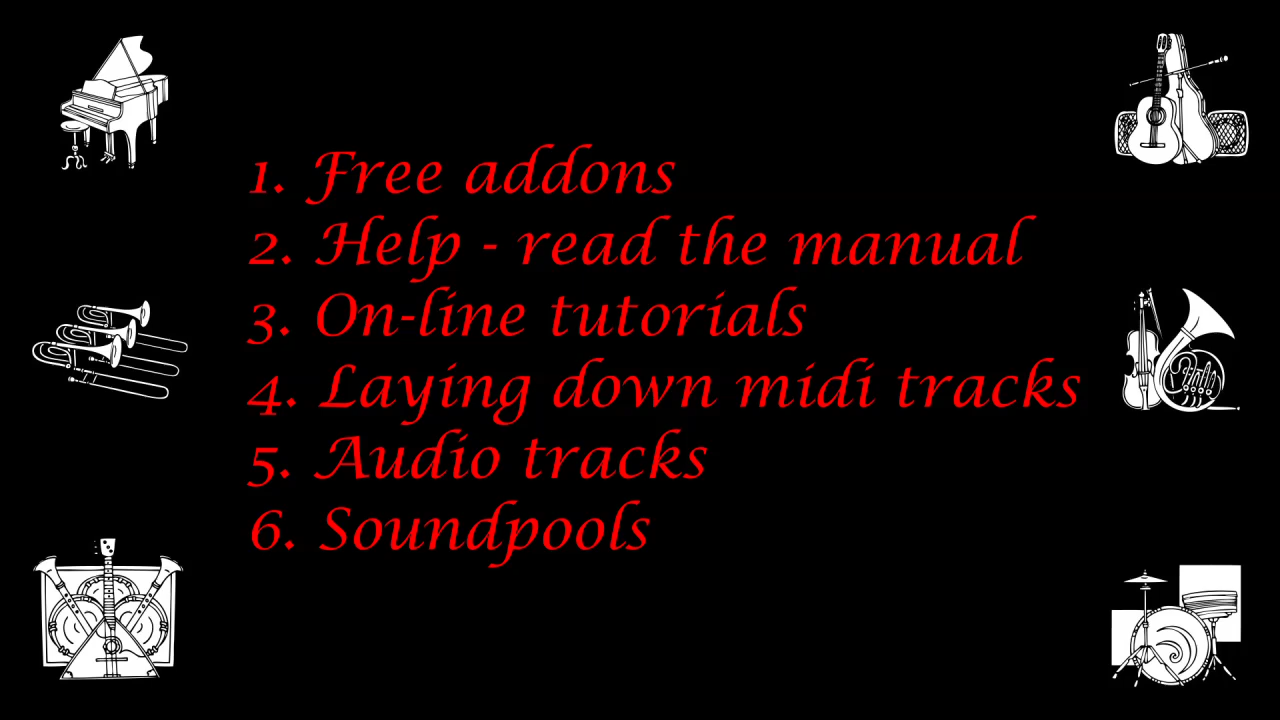 1. Free addons
2. Help - read the manual
3. On-line tutorials
4. Laying down midi tracks
5. Audio tracks
6. Soundpools